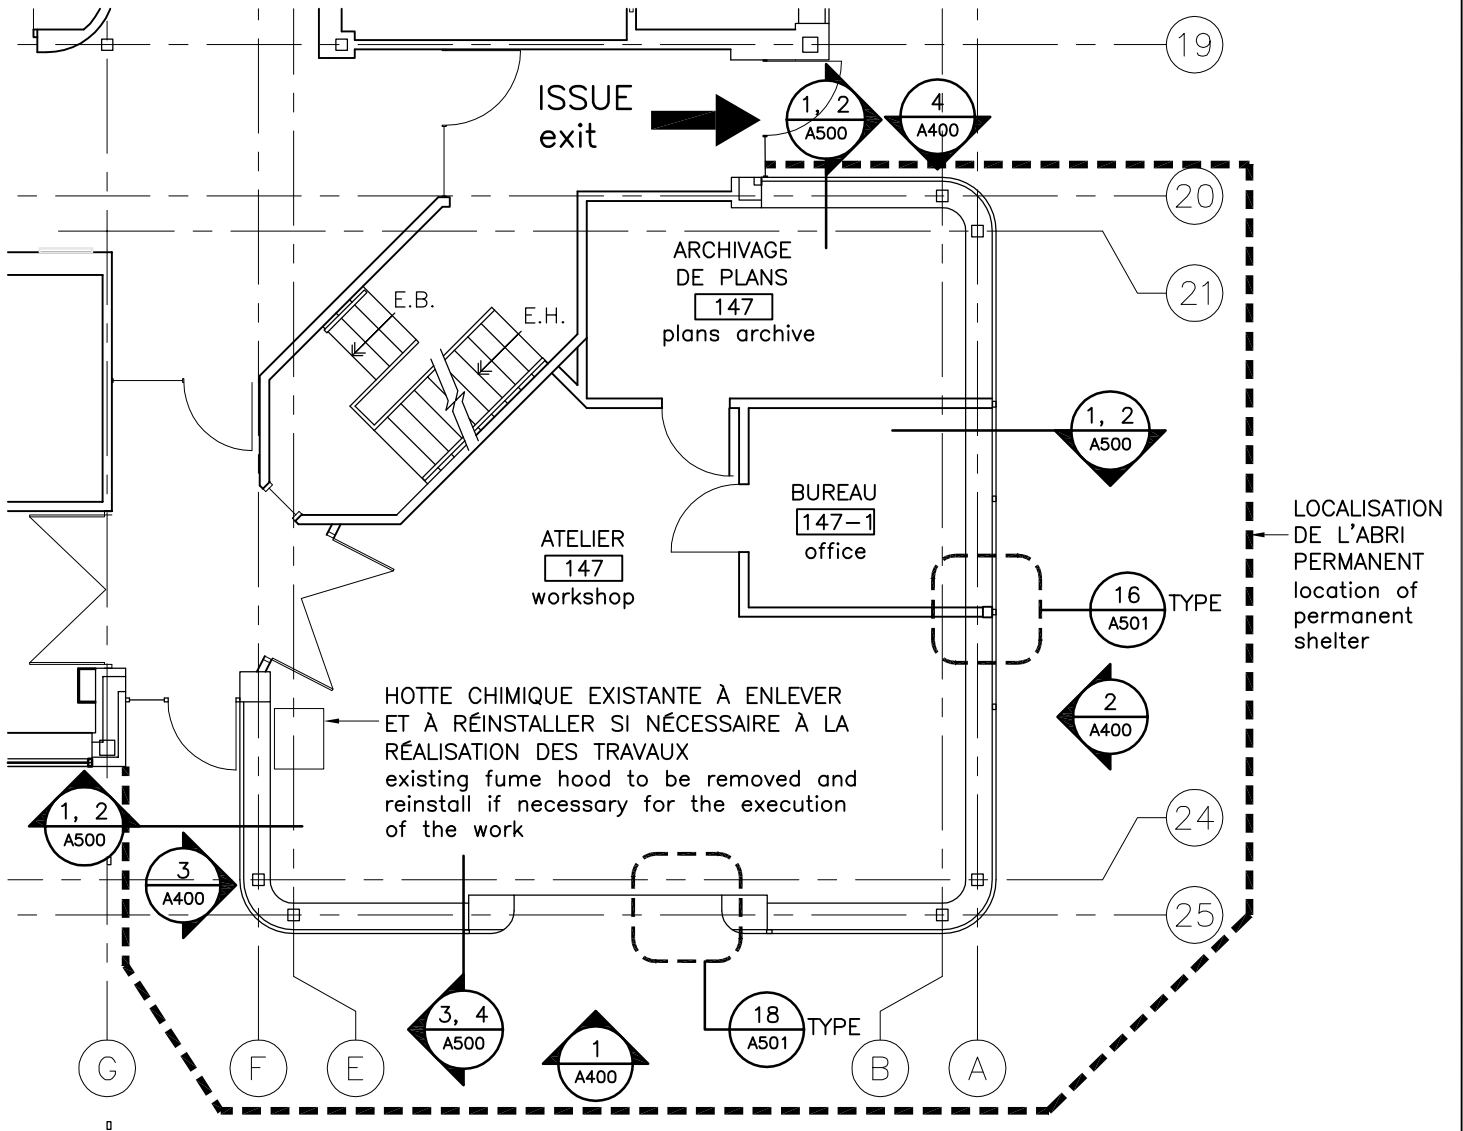 19
ISSUE
exit
1, 2
A500
4
A400
20
ARCHIVAGE
DE PLANS
147
plans archive
21
E.B.
E.H.
1, 2
A500
BUREAU
147-1
office
LOCALISATION
DE L'ABRI
PERMANENT
location of
permanent
shelter
ATELIER
147
workshop
16
A501
TYPE
HOTTE CHIMIQUE EXISTANTE À ENLEVER
ET À RÉINSTALLER SI NÉCESSAIRE À LA
RÉALISATION DES TRAVAUX
existing fume hood to be removed and
reinstall if necessary for the execution
of the work
2
A400
1, 2
A500
24
3
A400
25
3, 4
A500
18
A501
TYPE
1
A400
G
F
E
B
A